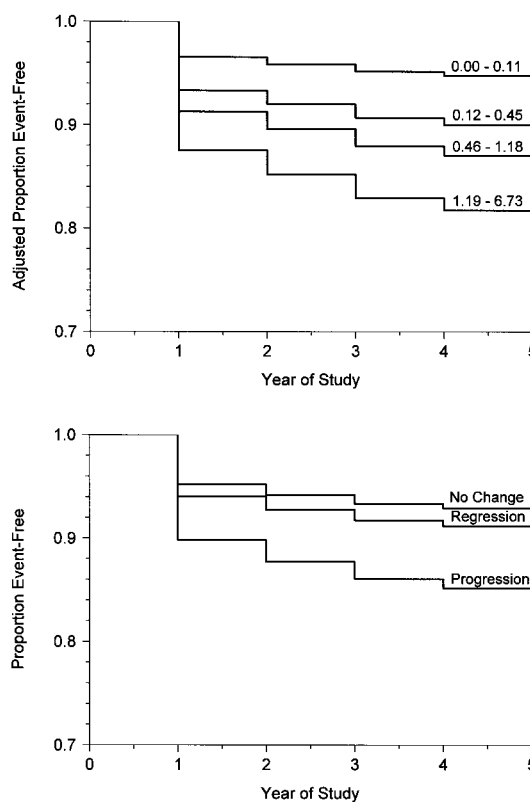 1.0
0.9
0.8
0.7
Adjusted Proportion Event-Free
0.00 - 0.11
0.12 - 0.45
0.46 - 1.18
1.19 - 6.73
0 1 2 3 4 5
Year of Study
1.0
0.9
0.8
0.7
Proportion Event-Free
No Change
Regression
Progression
0 1 2 3 4 5
Year of Study